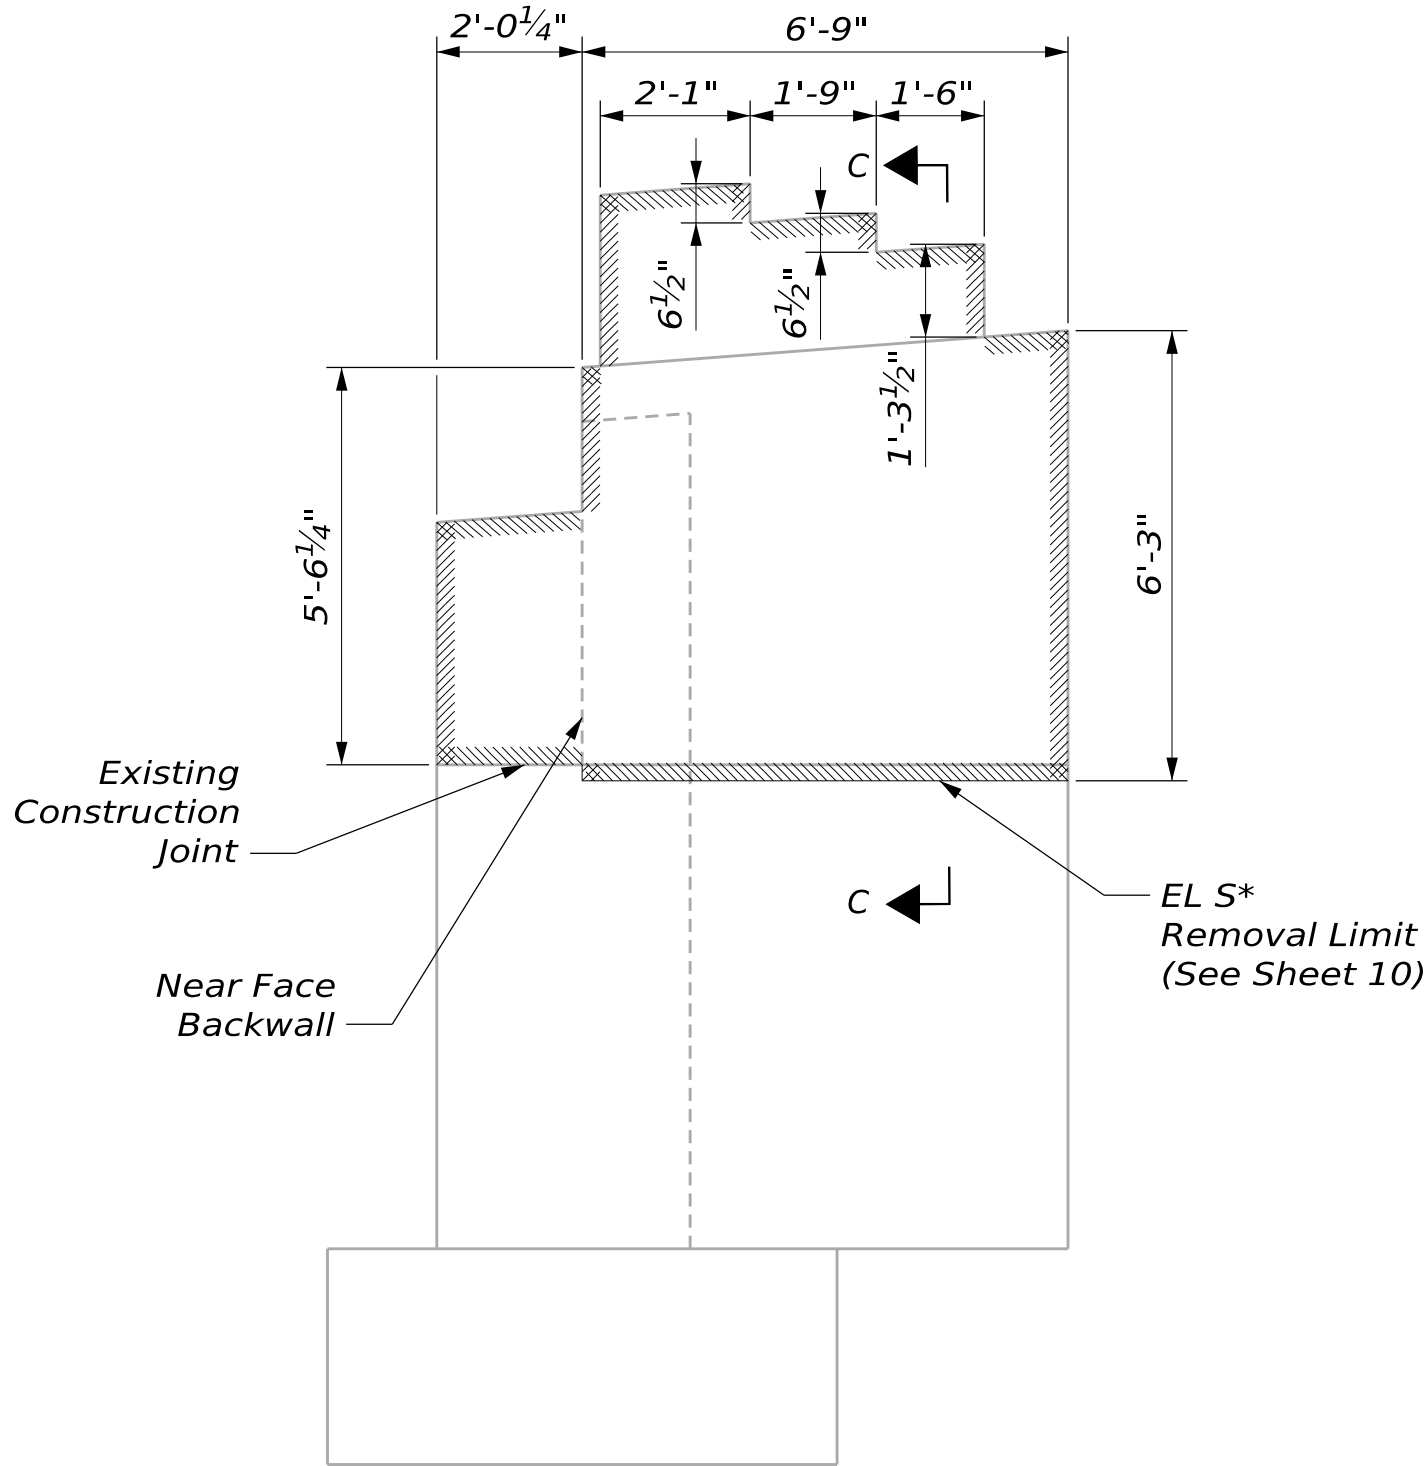 2'-0¼"
6'-9"
2'-1"
1'-9"
1'-6"
C
6½"
6½"
1'-3½"
5'-6¼"
6'-3"
Existing
Construction
Joint
C
EL S*
Removal Limit
(See Sheet 10)
Near Face
Backwall